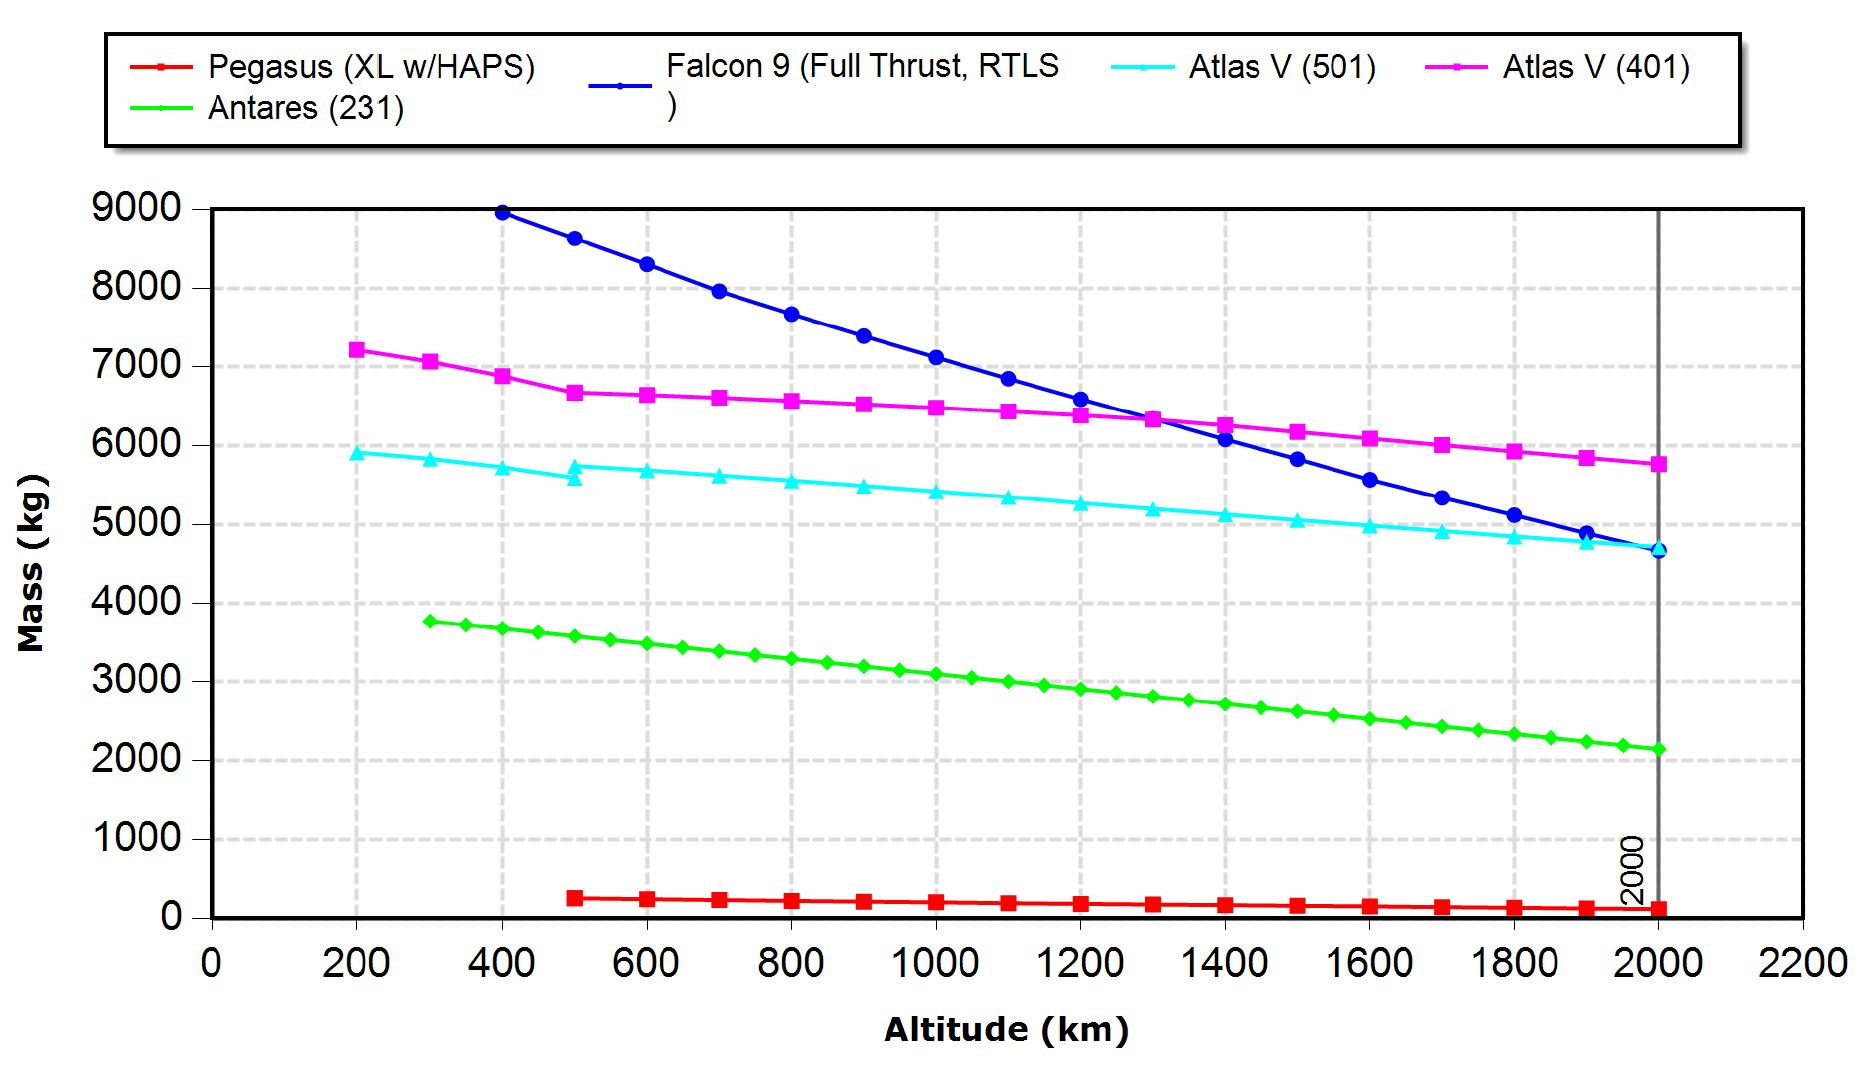 Pegasus (XL w/HAPS)
Antares (231)
Falcon 9 (Full Thrust, RTLS
)
Atlas V (501)
Atlas V (401)
9000
8000
7000
6000
5000
4000
3000
2000
1000
0
Mass (kg)
2000
0 200 400 600 800 1000 1200 1400 1600 1800 2000 2200
Altitude (km)